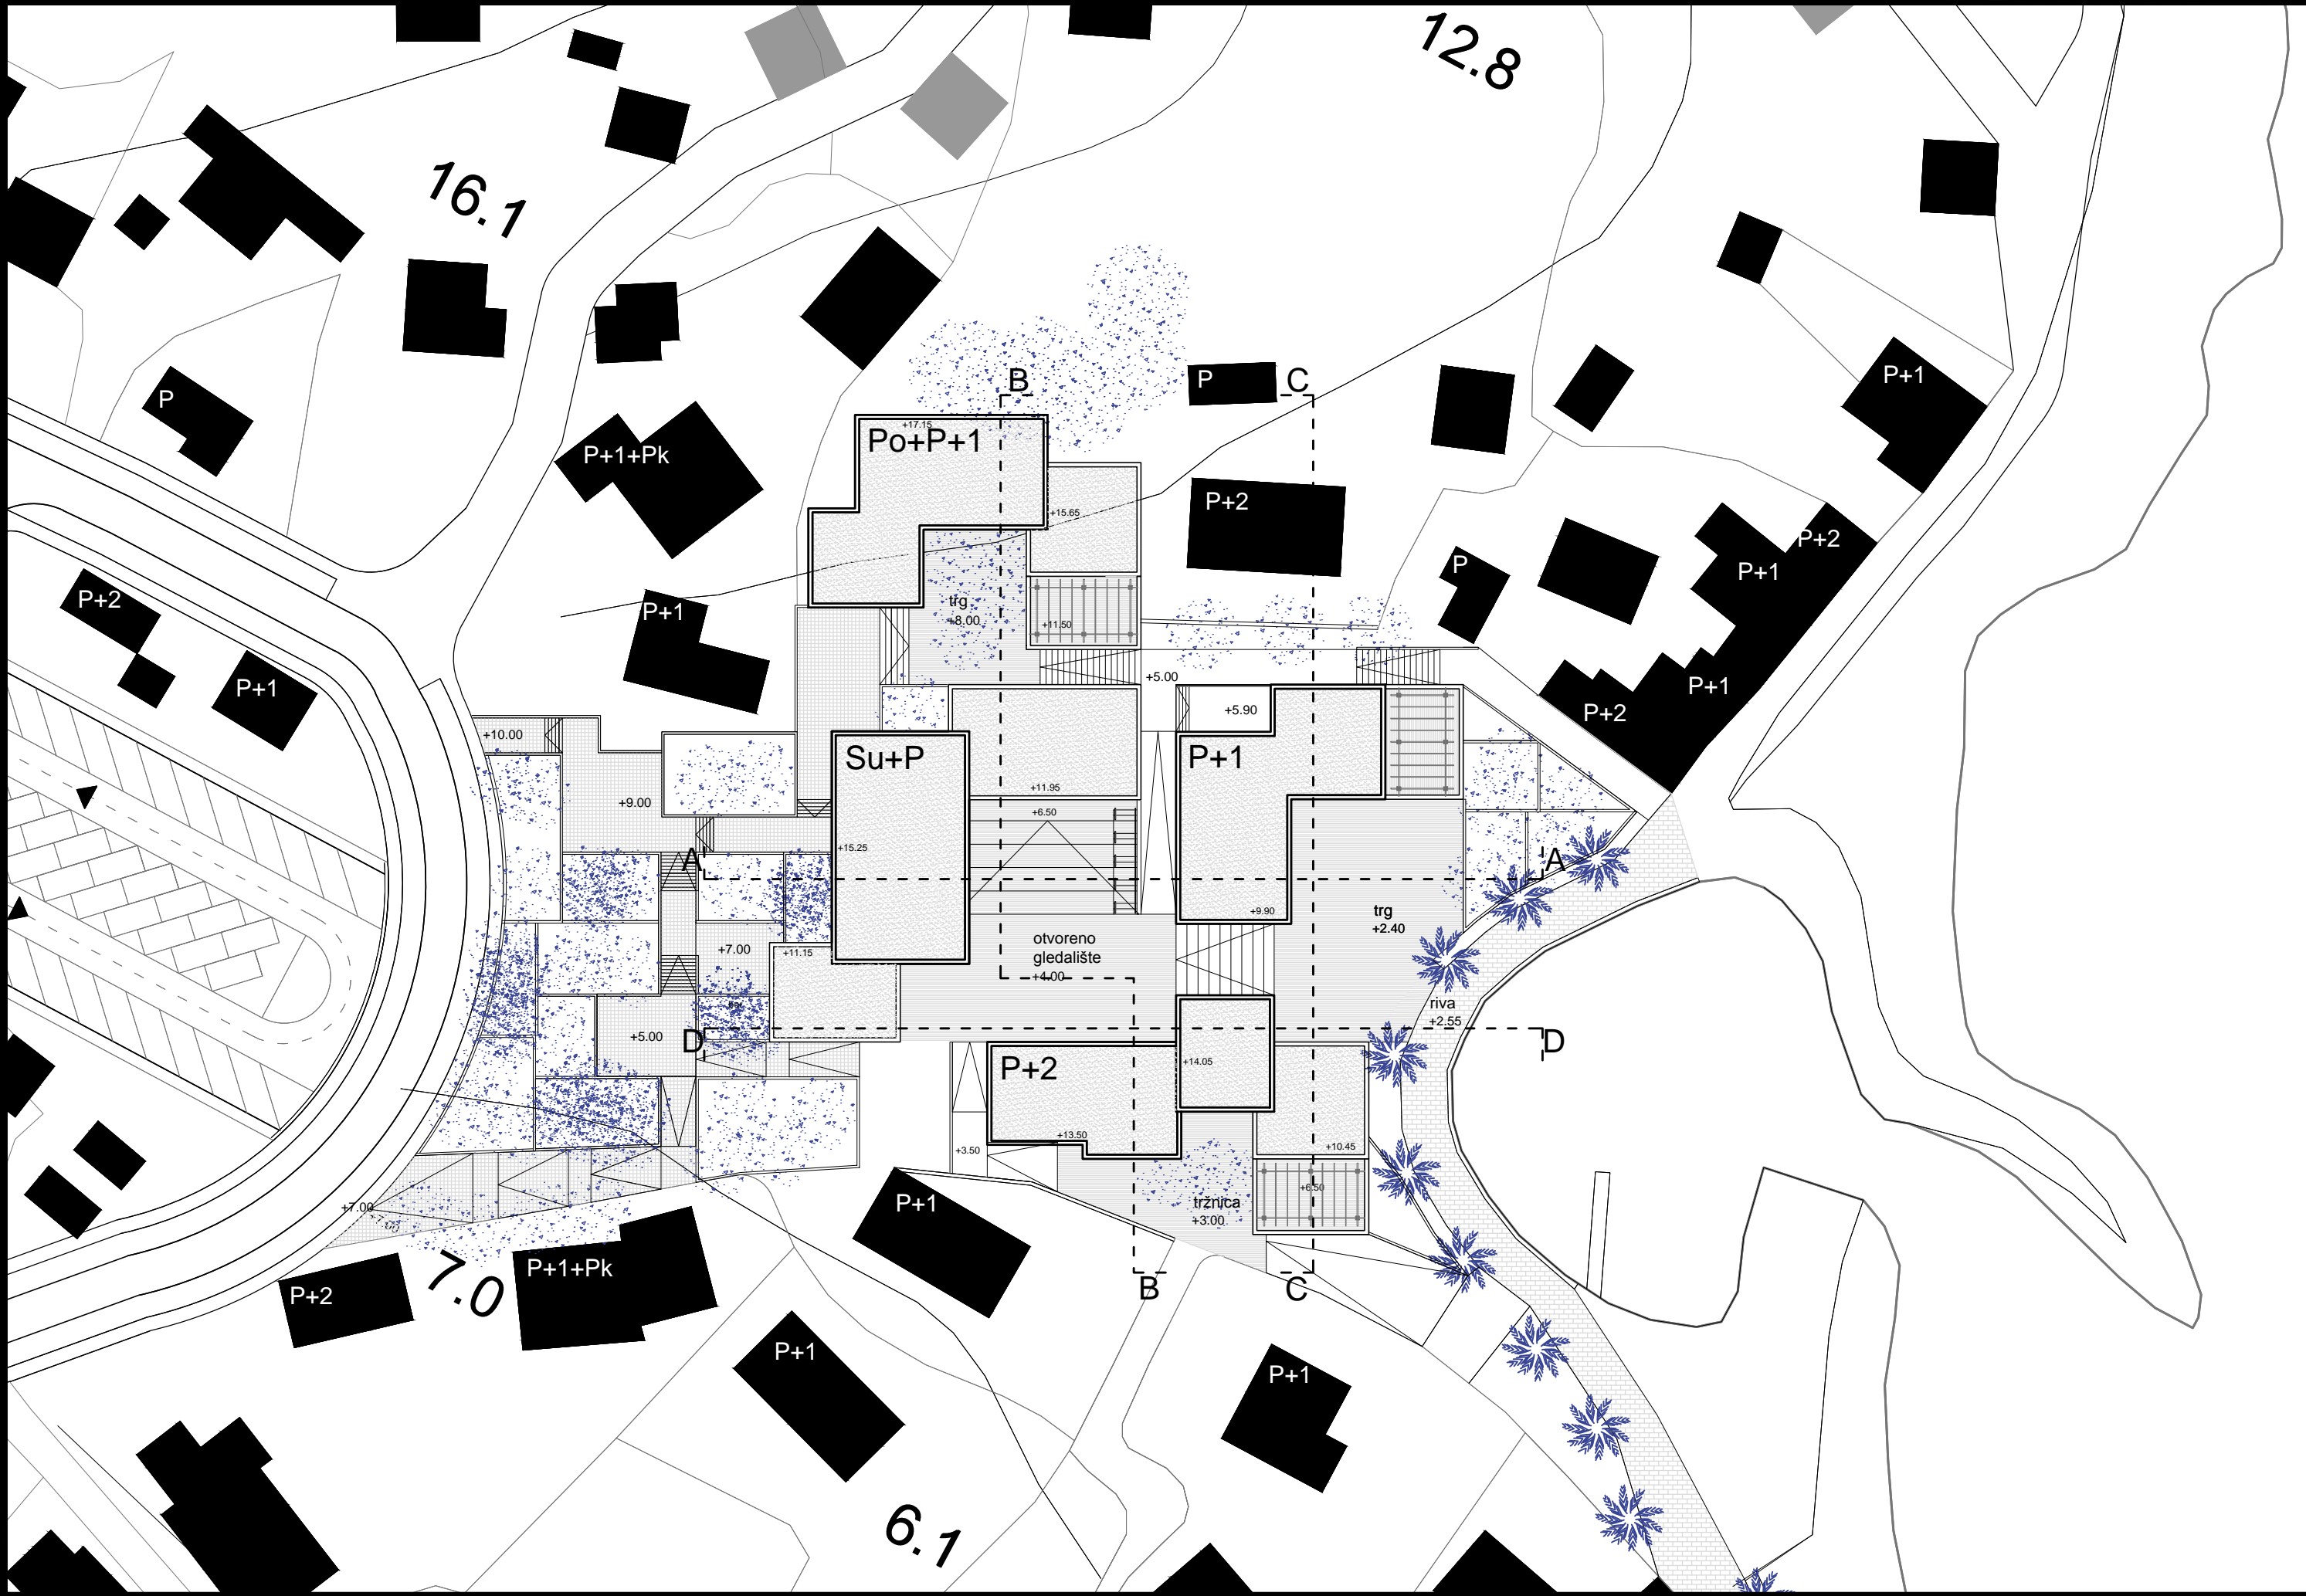 12.8
16.1
B
P
C
P+1
P
+17.15
Po+P+1
P+1+Pk
P+2
+15.65
P+2
P+1
P
P+2
P+1
trg
+8.00
+11.50
P+1
+5.00
P+1
+5.90
P+2
+10.00
Su+P
P+1
+11.95
+9.00
+6.50
+15.25
A
A
+9.90
trg
+2.40
otvoreno
gledalište
+4.00
+7.00
+11.15
riva
+2.55
+5.00
D
D
P+2
+14.05
+13.50
+3.50
+10.45
+6.50
tržnica
+3.00
+7.00
+7.00
P+1
P+1+Pk
7.0
P+2
B
C
P+1
P+1
6.1